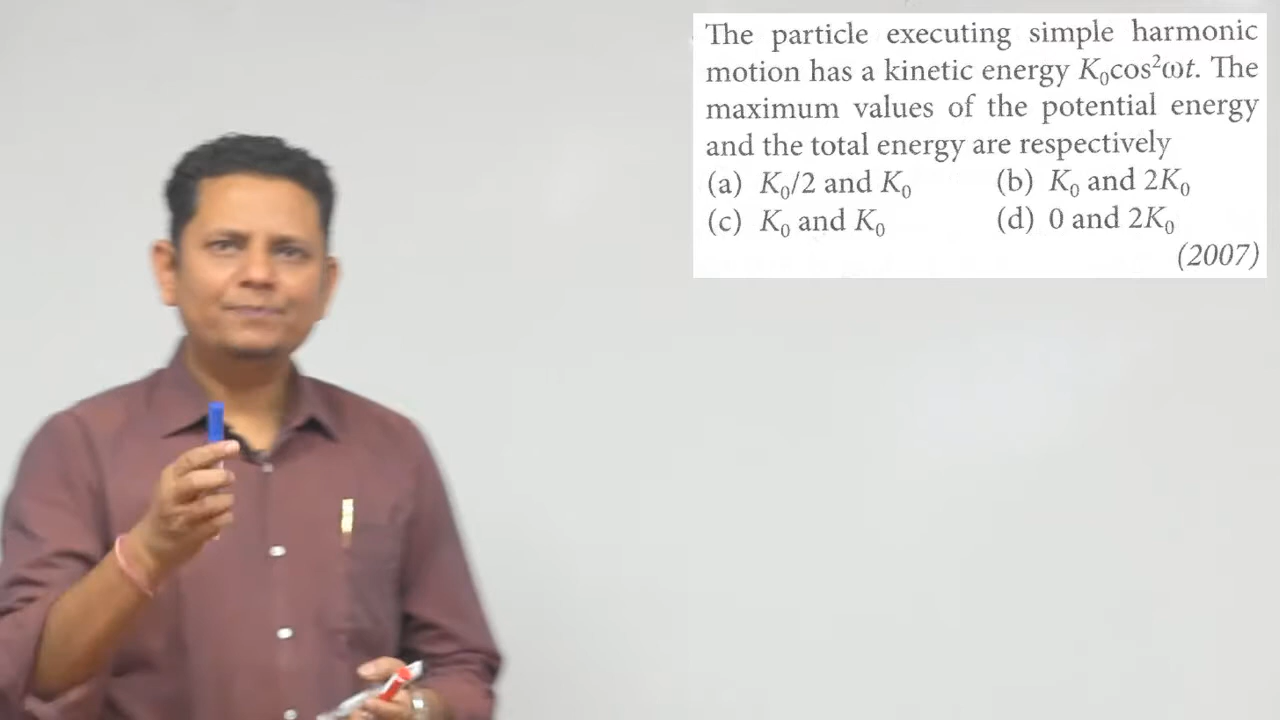 The particle executing simple harmonic
motion has a kinetic energy K₀cos²ωt. The
maximum values of the potential energy
and the total energy are respectively
(a) K₀/2 and K₀ (b) K₀ and 2K₀
(c) K₀ and K₀ (d) 0 and 2K₀
(2007)